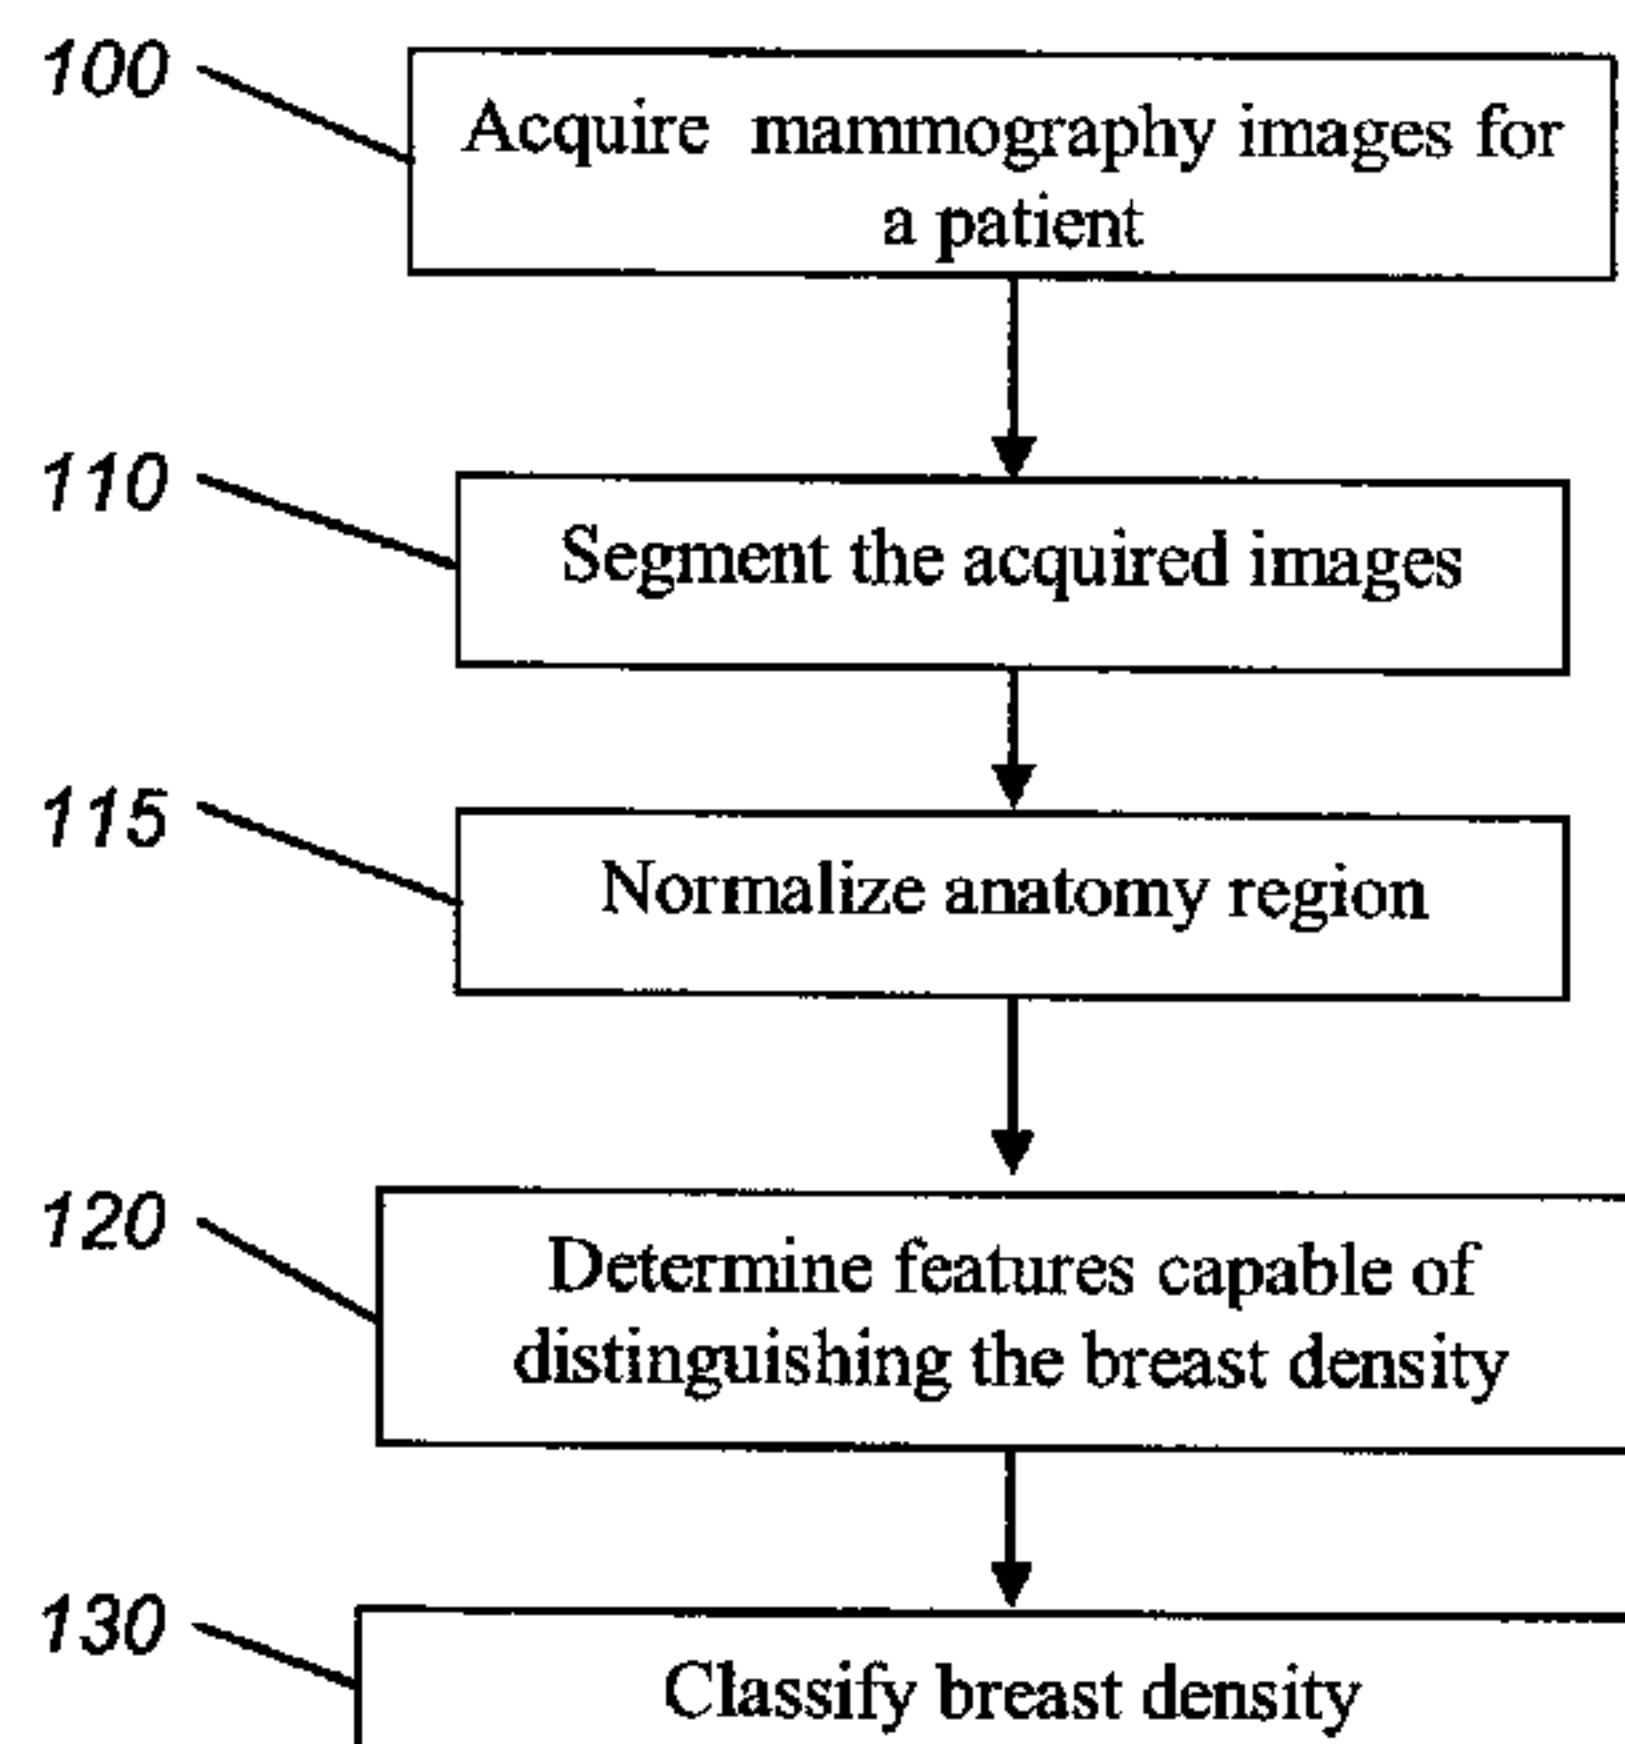 100
Acquire mammography images for
a patient
110
Segment the acquired images
115
Normalize anatomy region
120
Determine features capable of
distinguishing the breast density
130
Classify breast density